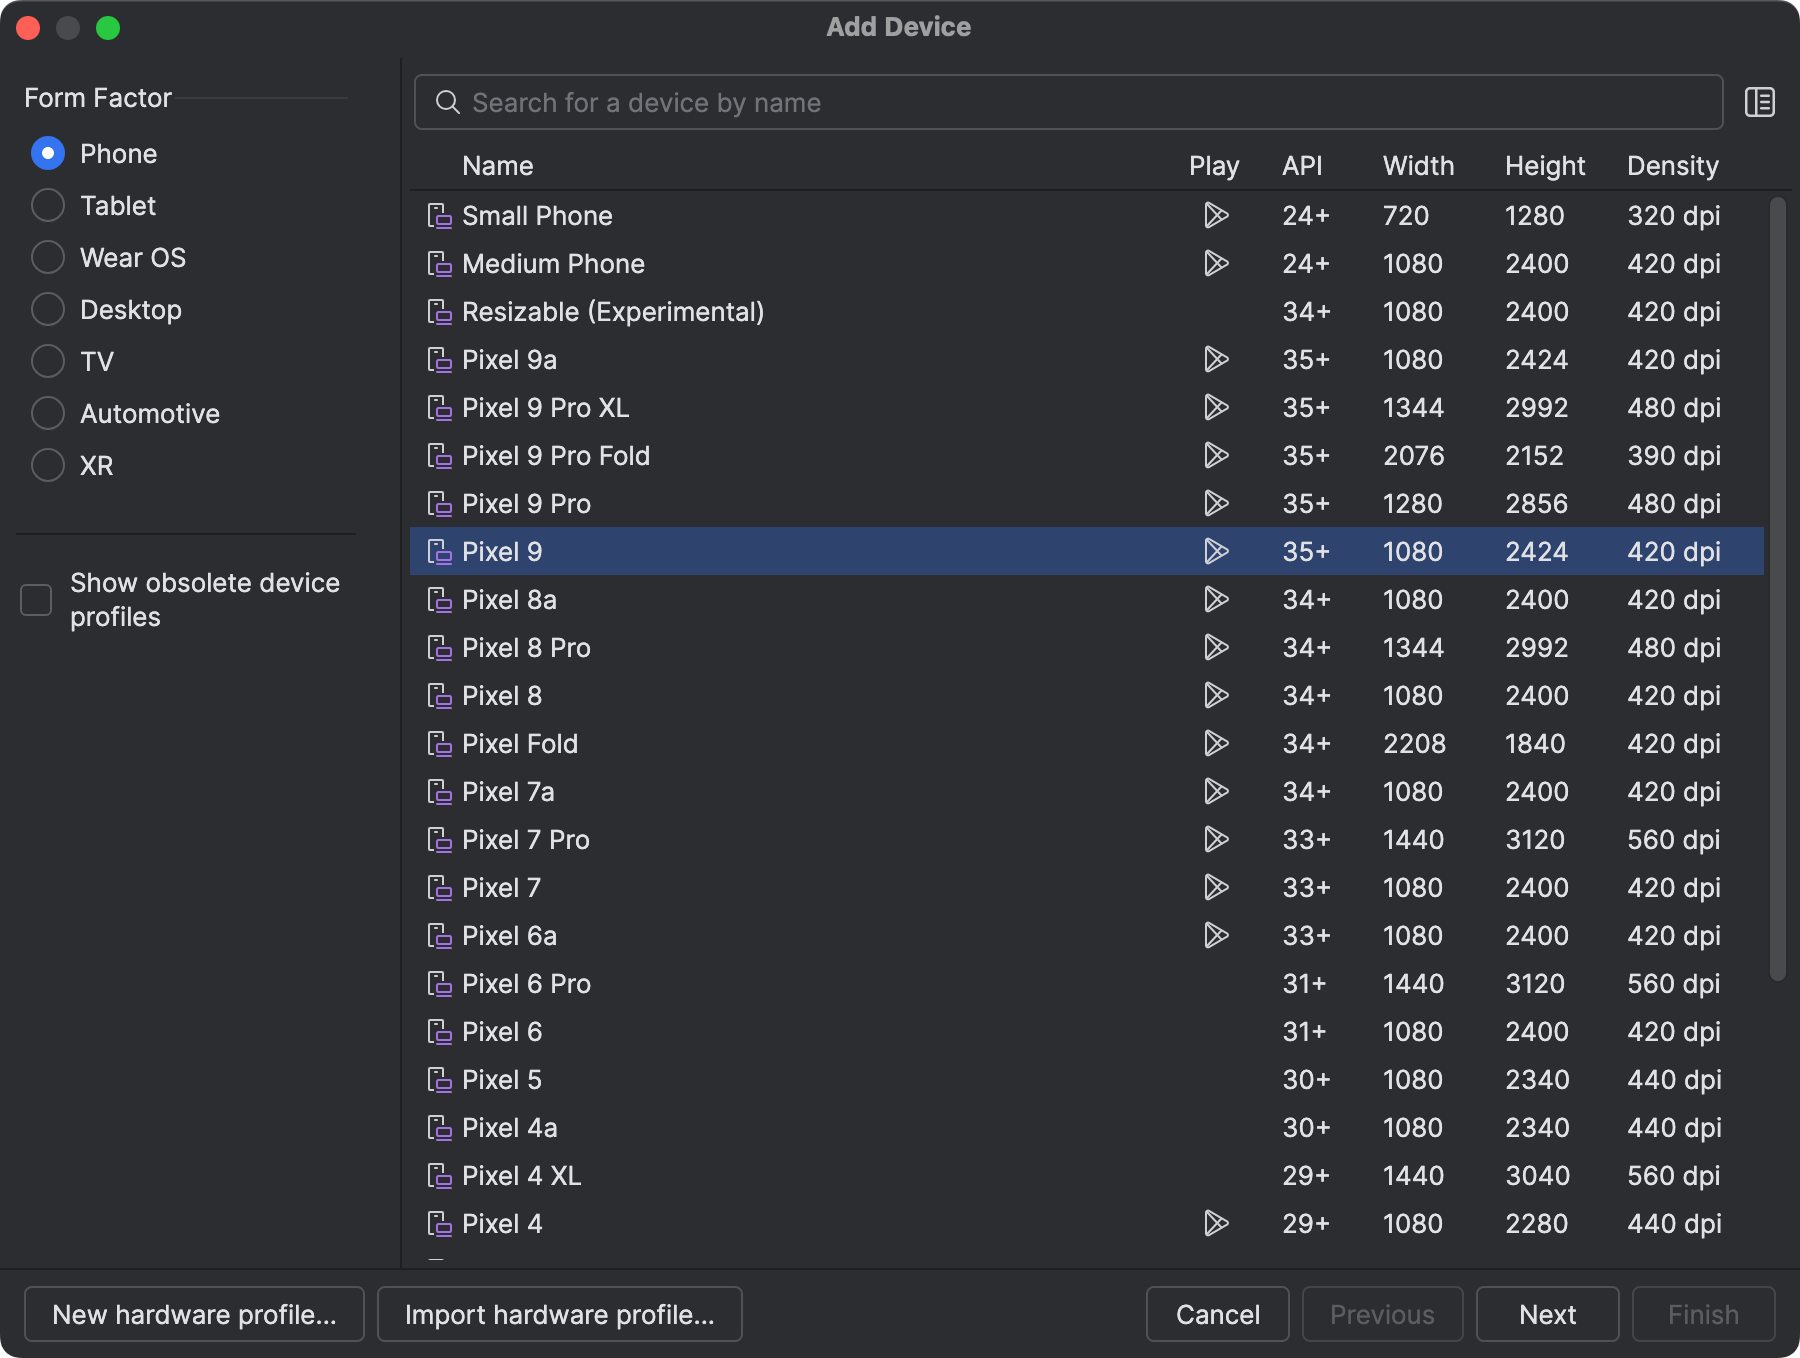 Add Device
Form Factor
Phone
Tablet
Wear OS
Desktop
TV
Automotive
XR
Show obsolete device
profiles
Search for a device by name
Name Play API Width Height Density
Small Phone 24+ 720 1280 320 dpi
Medium Phone 24+ 1080 2400 420 dpi
Resizable (Experimental) 34+ 1080 2400 420 dpi
Pixel 9a 35+ 1080 2424 420 dpi
Pixel 9 Pro XL 35+ 1344 2992 480 dpi
Pixel 9 Pro Fold 35+ 2076 2152 390 dpi
Pixel 9 Pro 35+ 1280 2856 480 dpi
Pixel 9 35+ 1080 2424 420 dpi
Pixel 8a 34+ 1080 2400 420 dpi
Pixel 8 Pro 34+ 1344 2992 480 dpi
Pixel 8 34+ 1080 2400 420 dpi
Pixel Fold 34+ 2208 1840 420 dpi
Pixel 7a 34+ 1080 2400 420 dpi
Pixel 7 Pro 33+ 1440 3120 560 dpi
Pixel 7 33+ 1080 2400 420 dpi
Pixel 6a 33+ 1080 2400 420 dpi
Pixel 6 Pro 31+ 1440 3120 560 dpi
Pixel 6 31+ 1080 2400 420 dpi
Pixel 5 30+ 1080 2340 440 dpi
Pixel 4a 30+ 1080 2340 440 dpi
Pixel 4 XL 29+ 1440 3040 560 dpi
Pixel 4 29+ 1080 2280 440 dpi
New hardware profile... Import hardware profile... Cancel Previous Next Finish